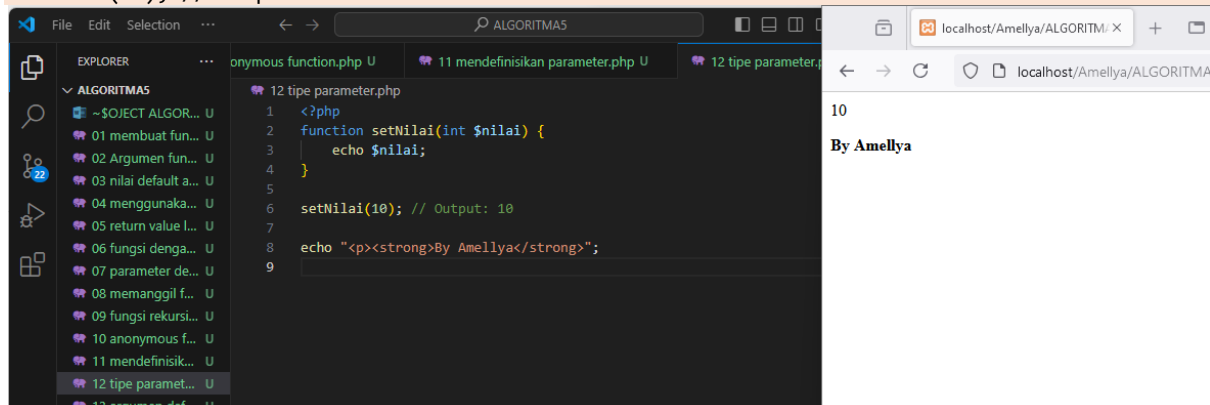 File Edit Selection ···
ALGORITMA5
EXPLORER ···
ALGORITMA5
~$OJECT ALGOR... U
01 membuat fun... U
02 Argumen fun... U
03 nilai default a... U
04 menggunaka... U
05 return value l... U
06 fungsi denga... U
07 parameter de... U
08 memanggil f... U
09 fungsi rekursi... U
10 anonymous f... U
11 mendefinisik... U
12 tipe paramet... U
22
onymous function.php U
11 mendefinisikan parameter.php U
12 tipe parameter.p
12 tipe parameter.php
1 <?php
2 function setNilai(int $nilai) {
3 echo $nilai;
4 }
5
6 setNilai(10); // Output: 10
7
8 echo "<p><strong>By Amellya</strong>";
9
localhost/Amellya/ALGORITMA
localhost/Amellya/ALGORITMA
10
By Amellya